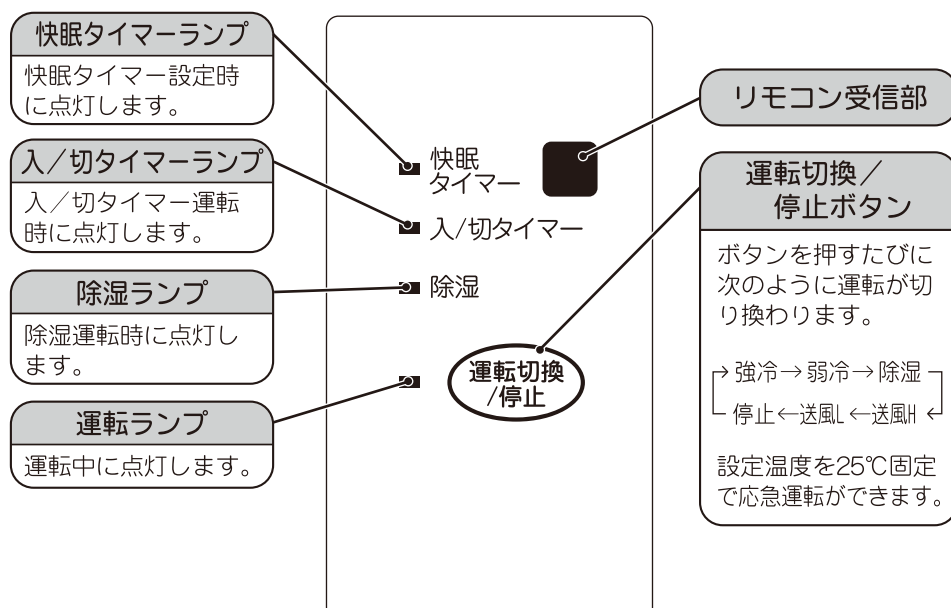 快眠タイマーランプ
快眠タイマー設定時
に点灯します。
入／切タイマーランプ
入／切タイマー運転
時に点灯します。
除湿ランプ
除湿運転時に点灯し
ます。
運転ランプ
運転中に点灯します。
快眠
タイマー
入/切タイマー
除湿
運転切換
/停止
リモコン受信部
運転切換／
停止ボタン
ボタンを押すたびに
次のように運転が切
り換わります。
→強冷→弱冷→除湿
停止←送風L←送風H←
設定温度を25℃固定
で応急運転ができます。